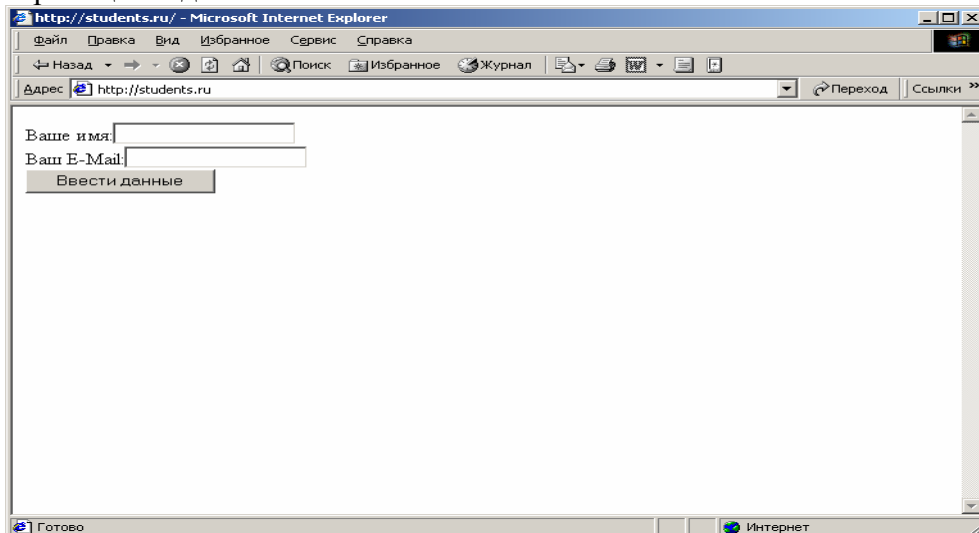 http://students.ru/ - Microsoft Internet Explorer
Файл Правка Вид Избранное Сервис Справка
Назад Поиск Избранное Журнал
Адрес http://students.ru Переход Ссылки »
Ваше имя:
Ваш E-Mail:
Ввести данные
Готово Интернет